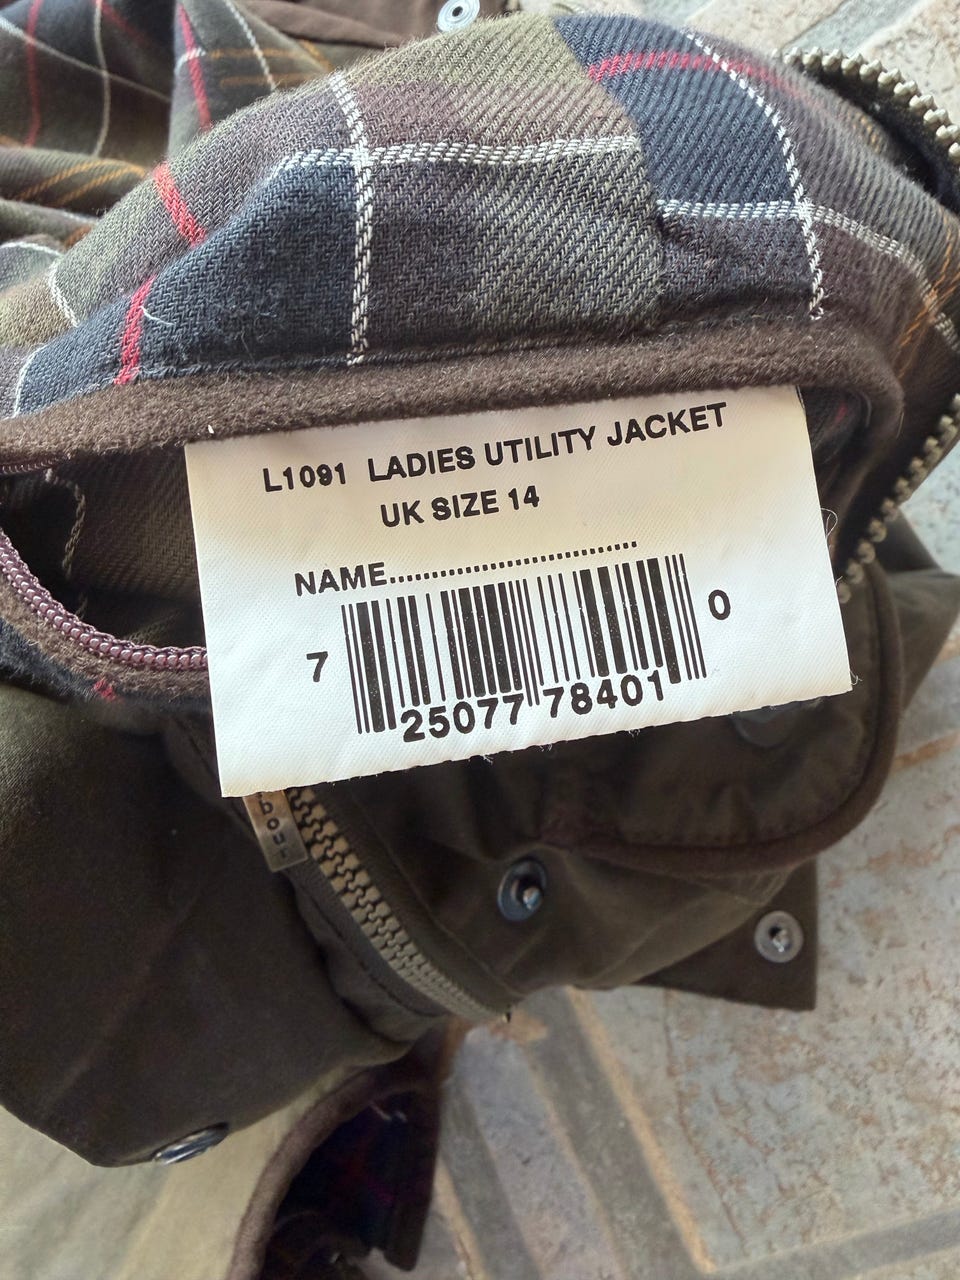 L1091 LADIES UTILITY JACKET
UK SIZE 14
NAME.............................
7 25077 78401 0